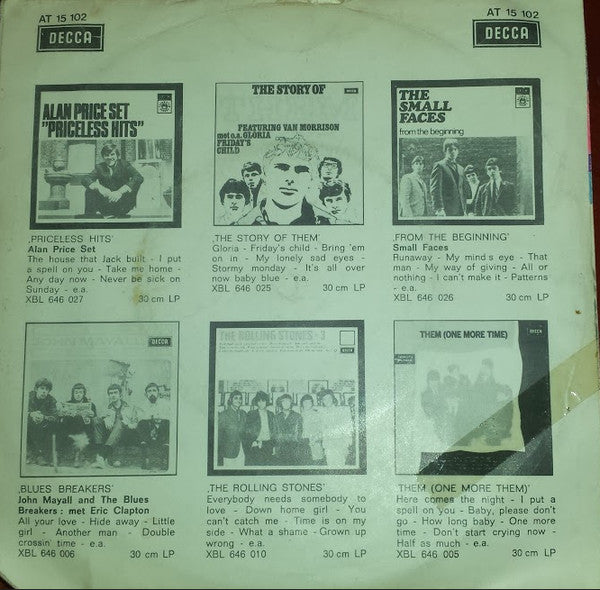 AT 15 102
AT 15 102
DECCA
DECCA
ALAN PRICE SET
"PRICELESS HITS"
THE STORY OF
FEATURING VAN MORRISON
met o.a. GLORIA
FRIDAY'S
CHILD
THE
SMALL
FACES
from the beginning
‚PRICELESS HITS'
Alan Price Set
The house that Jack built - I put
a spell on you - Take me home -
Any day now - Never be sick on
Sunday - e.a.
XBL 646 027 30 cm LP
‚THE STORY OF THEM'
Gloria - Friday's child - Bring 'em
on in - My lonely sad eyes -
Stormy monday - It's all over
now baby blue - e.a.
XBL 646 025 30 cm LP
‚FROM THE BEGINNING'
Small Faces
Runaway - My mind s eye - That
man - My way of giving - All or
nothing - I can't make it - Patterns
- e.a.
XBL 646 026 30 cm LP
DECCA
THE ROLLING STONES - 3
THEM (ONE MORE TIME)
‚BLUES BREAKERS'
John Mayall and The Blues
Breakers : met Eric Clapton
All your love - Hide away - Little
girl - Another man - Double
crossin' time - e.a.
XBL 646 006 30 cm LP
‚THE ROLLING STONES'
Everybody needs somebody to
love - Down home girl - You
can't catch me - Time is on my
side - What a shame - Grown up
wrong - e.a.
XBL 646 010 30 cm LP
‚THEM (ONE MORE THEM)'
Here comes the night - I put a
spell on you - Baby, please don't
go - How long baby - One more
time - Don't start crying now -
Half as much - e.a.
XBL 646 005 30 cm LP